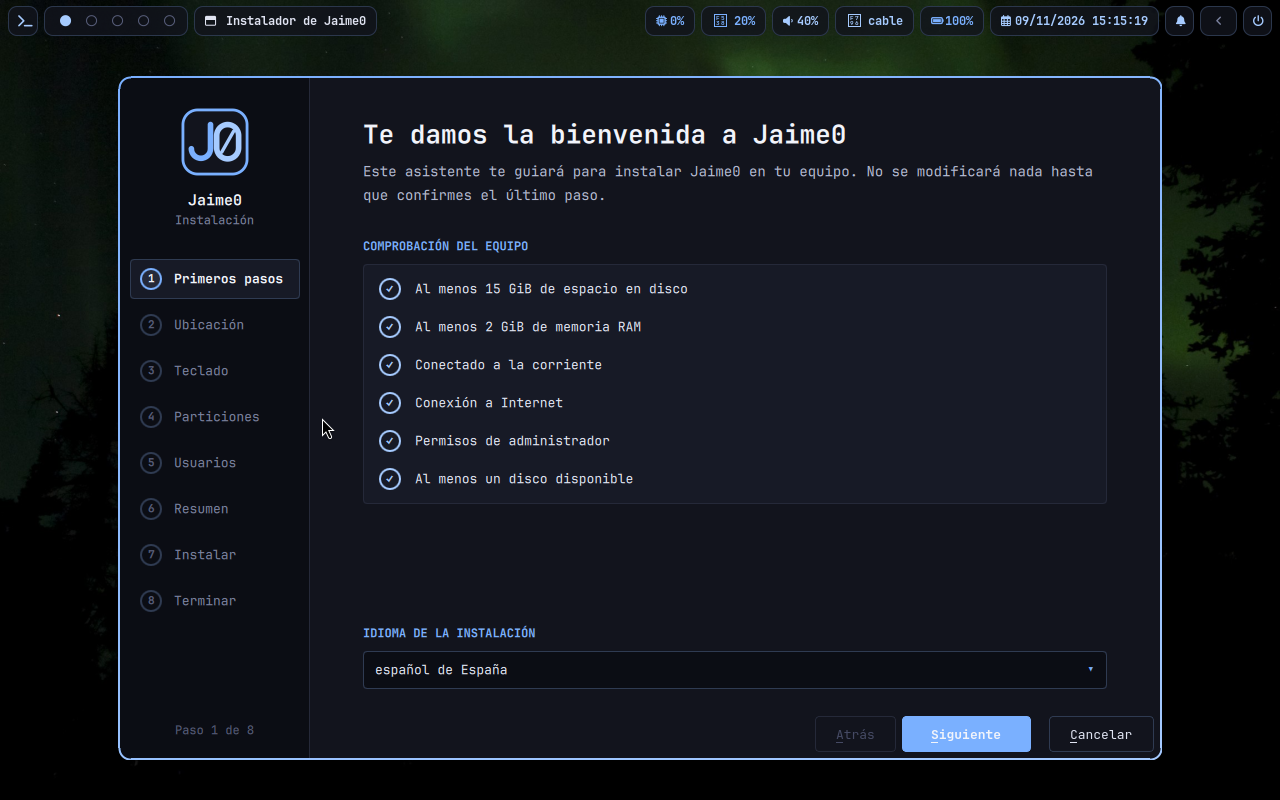 Instalador de Jaime0
0%
20%
40%
cable
100%
09/11/2026 15:15:19
J0
Jaime0
Instalación
1 Primeros pasos
2 Ubicación
3 Teclado
4 Particiones
5 Usuarios
6 Resumen
7 Instalar
8 Terminar
Paso 1 de 8
Te damos la bienvenida a Jaime0
Este asistente te guiará para instalar Jaime0 en tu equipo. No se modificará nada hasta
que confirmes el último paso.
COMPROBACIÓN DEL EQUIPO
Al menos 15 GiB de espacio en disco
Al menos 2 GiB de memoria RAM
Conectado a la corriente
Conexión a Internet
Permisos de administrador
Al menos un disco disponible
IDIOMA DE LA INSTALACIÓN
español de España
Atrás
Siguiente
Cancelar